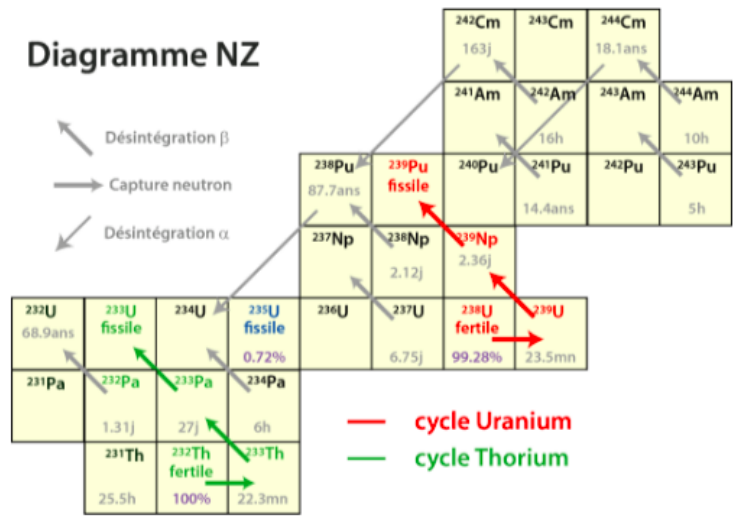 Diagramme NZ
Désintégration β
Capture neutron
Désintégration α
²⁴²Cm ²⁴³Cm ²⁴⁴Cm
163j 18.1ans
²⁴¹Am ²⁴²Am ²⁴³Am ²⁴⁴Am
16h 10h
²³⁸Pu ²³⁹Pu ²⁴⁰Pu ²⁴¹Pu ²⁴²Pu ²⁴³Pu
fissile
87.7ans 14.4ans 5h
²³⁷Np ²³⁸Np ²³⁹Np
2.12j 2.36j
²³²U ²³³U ²³⁴U ²³⁵U ²³⁶U ²³⁷U ²³⁸U ²³⁹U
fissile fissile fertile
68.9ans 0.72% 6.75j 99.28% 23.5mn
²³¹Pa ²³²Pa ²³³Pa ²³⁴Pa
1.31j 27j 6h
²³¹Th ²³²Th ²³³Th
fertile
25.5h 100% 22.3mn
cycle Uranium
cycle Thorium